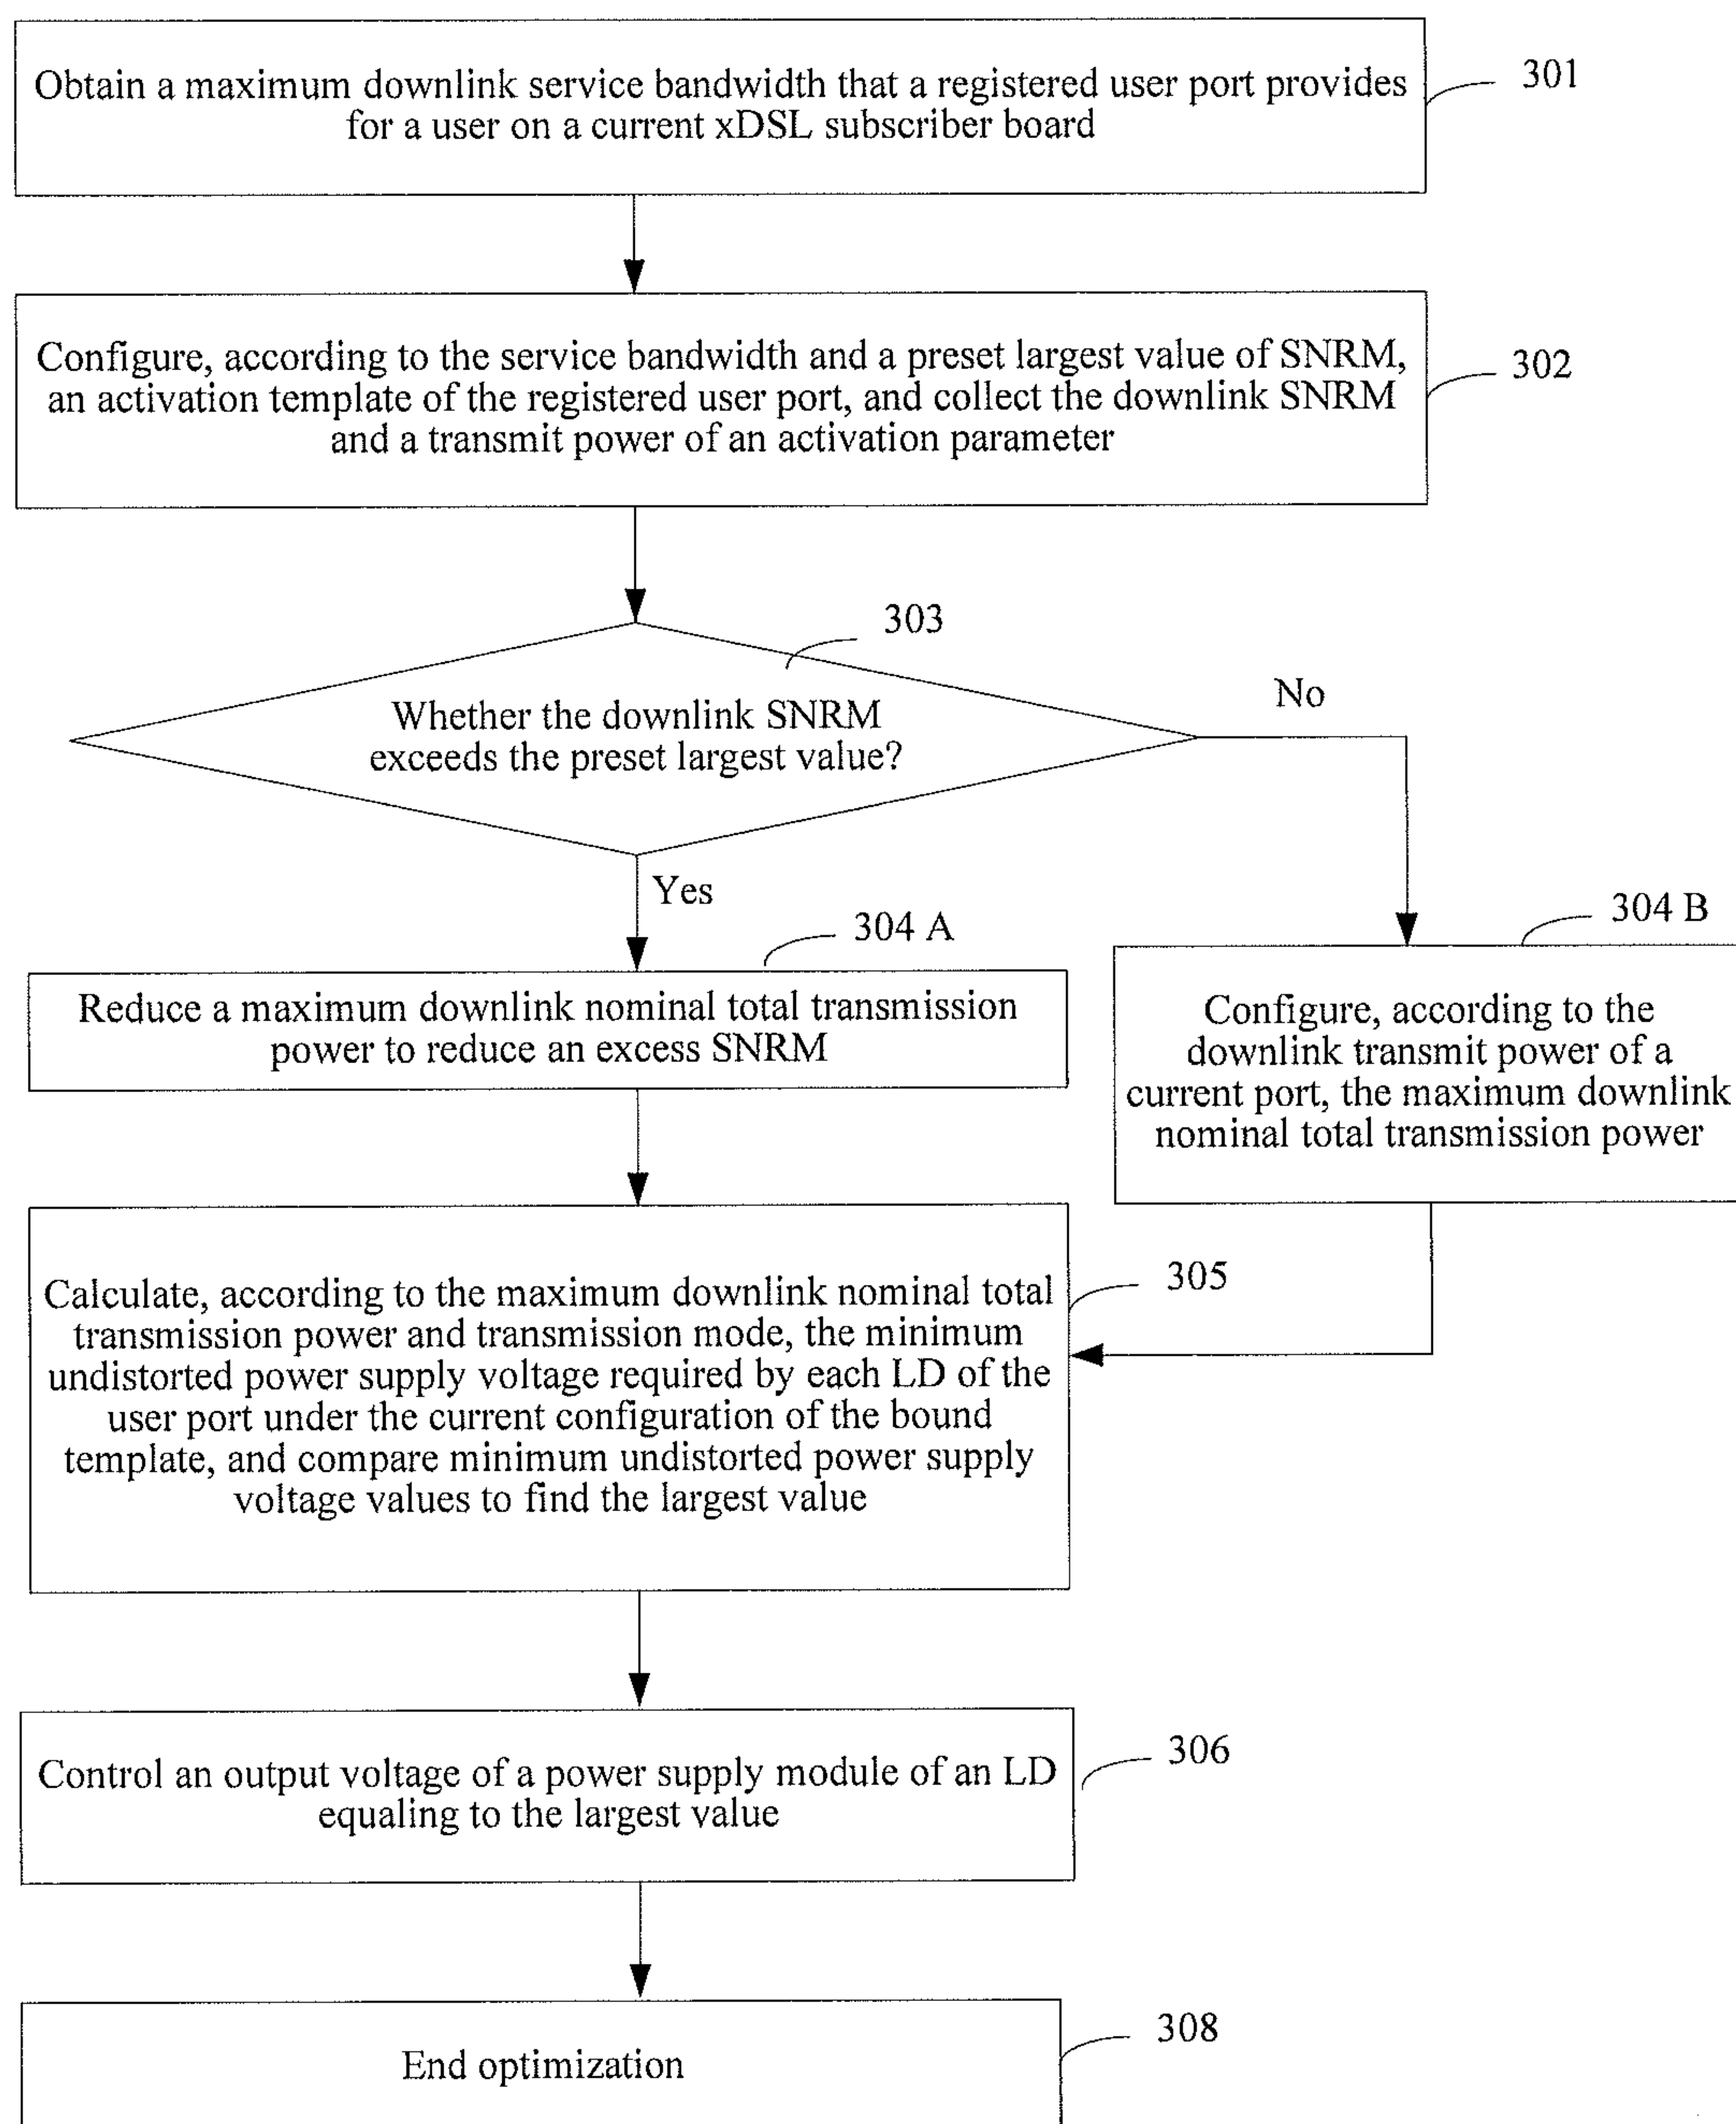 Obtain a maximum downlink service bandwidth that a registered user port provides
for a user on a current xDSL subscriber board
301
Configure, according to the service bandwidth and a preset largest value of SNRM,
an activation template of the registered user port, and collect the downlink SNRM
and a transmit power of an activation parameter
302
303
Whether the downlink SNRM
exceeds the preset largest value?
No
Yes
304 A
Reduce a maximum downlink nominal total transmission
power to reduce an excess SNRM
304 B
Configure, according to the
downlink transmit power of a
current port, the maximum downlink
nominal total transmission power
Calculate, according to the maximum downlink nominal total
transmission power and transmission mode, the minimum
undistorted power supply voltage required by each LD of the
user port under the current configuration of the bound
template, and compare minimum undistorted power supply
voltage values to find the largest value
305
Control an output voltage of a power supply module of an LD
equaling to the largest value
306
End optimization
308